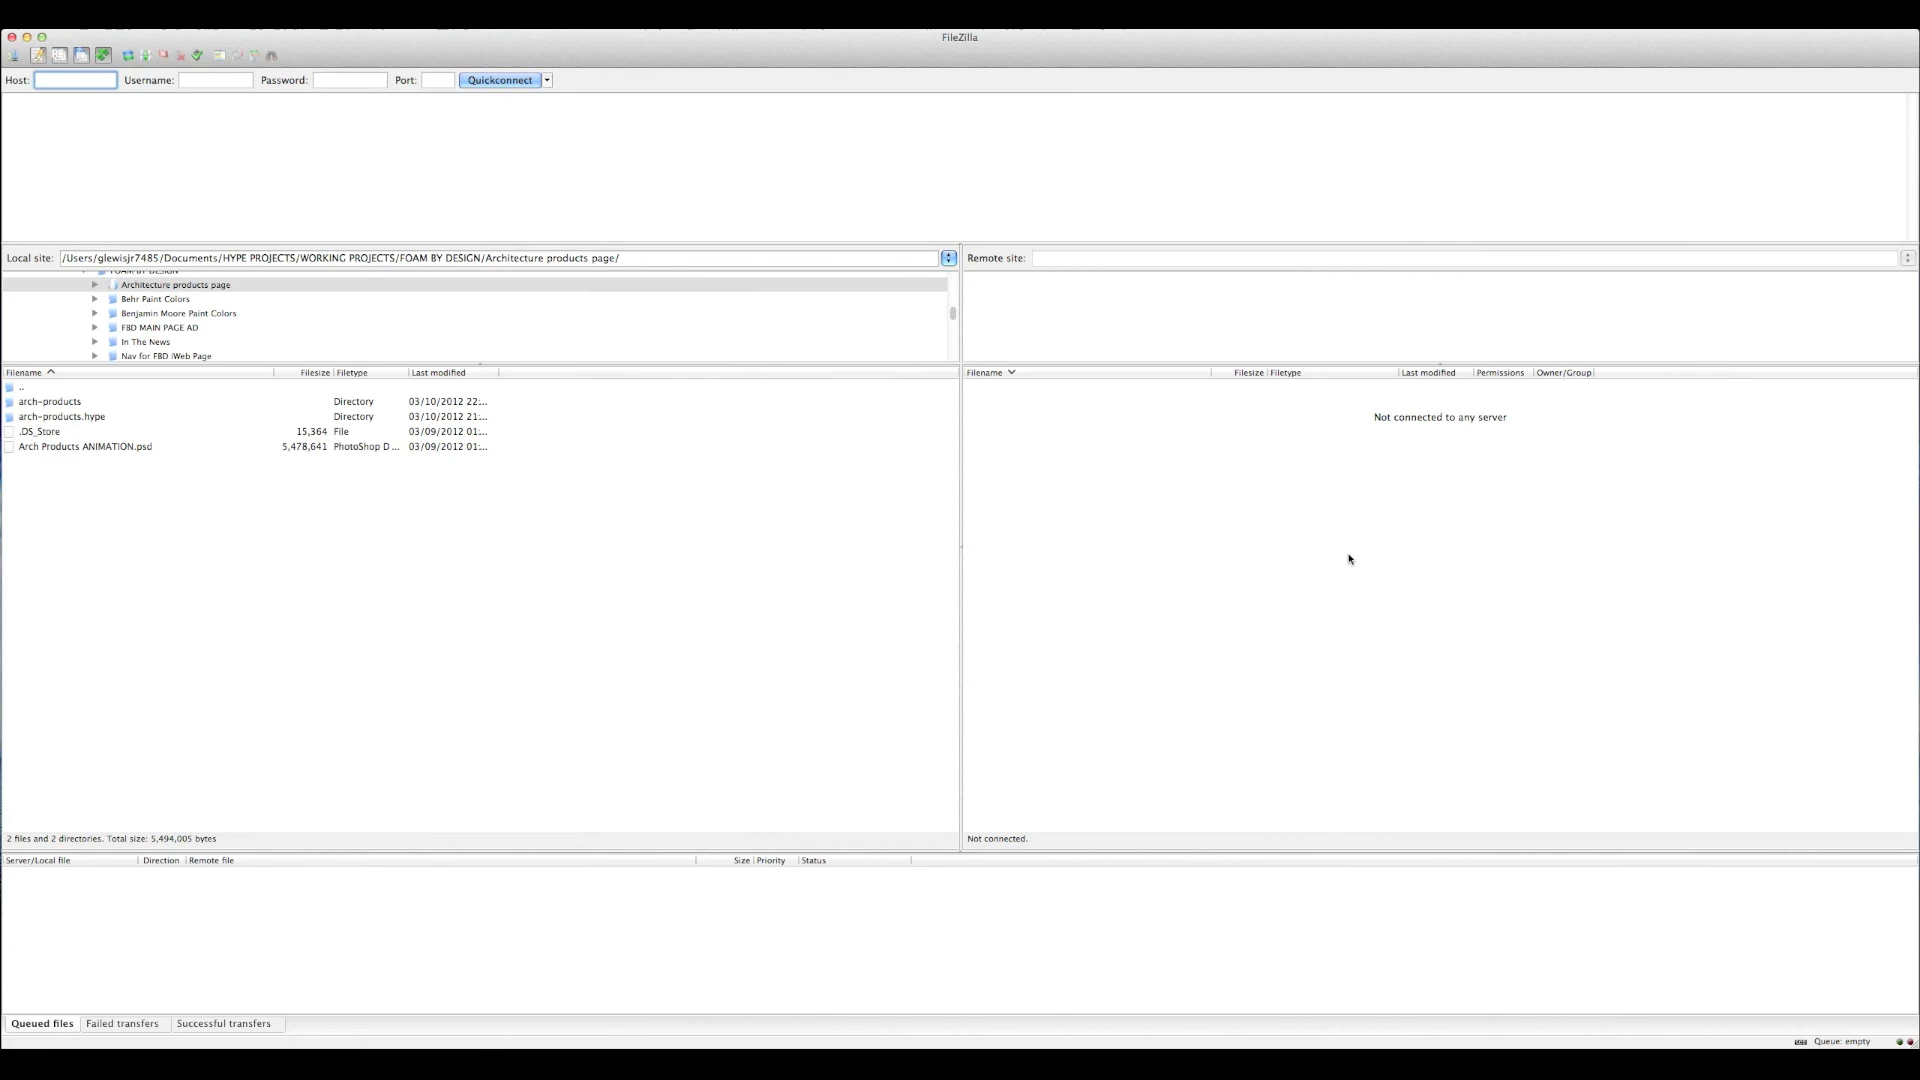 FileZilla
Host: Username: Password: Port: Quickconnect
Local site: /Users/glewisjr7485/Documents/HYPE PROJECTS/WORKING PROJECTS/FOAM BY DESIGN/Architecture products page/ Remote site:
FOAM BY DESIGN
Architecture products page
Behr Paint Colors
Benjamin Moore Paint Colors
FBD MAIN PAGE AD
In The News
Nav for FBD iWeb Page
Filename Filesize Filetype Last modified Filename Filesize Filetype Last modified Permissions Owner/Group
..
arch-products Directory 03/10/2012 22:...
arch-products.hype Directory 03/10/2012 21:...
.DS_Store 15,364 File 03/09/2012 01:...
Arch Products ANIMATION.psd 5,478,641 PhotoShop D... 03/09/2012 01:...
Not connected to any server
2 files and 2 directories. Total size: 5,494,005 bytes Not connected.
Server/Local file Direction Remote file Size Priority Status
Queued files Failed transfers Successful transfers
Queue: empty